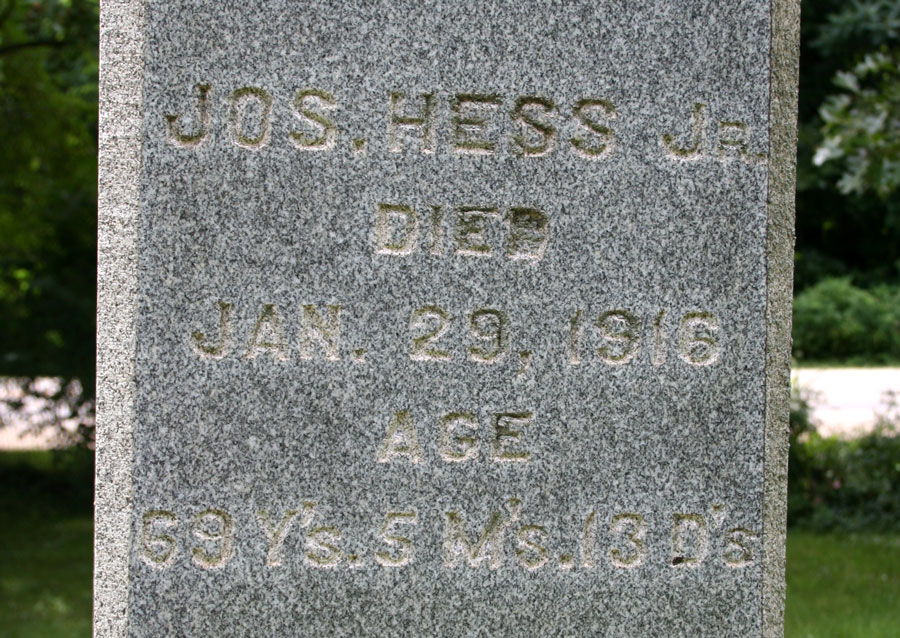 JOS. HESS JR.
DIED
JAN. 29, 1916
AGE
69 Y's. 5 M's. 13 D's